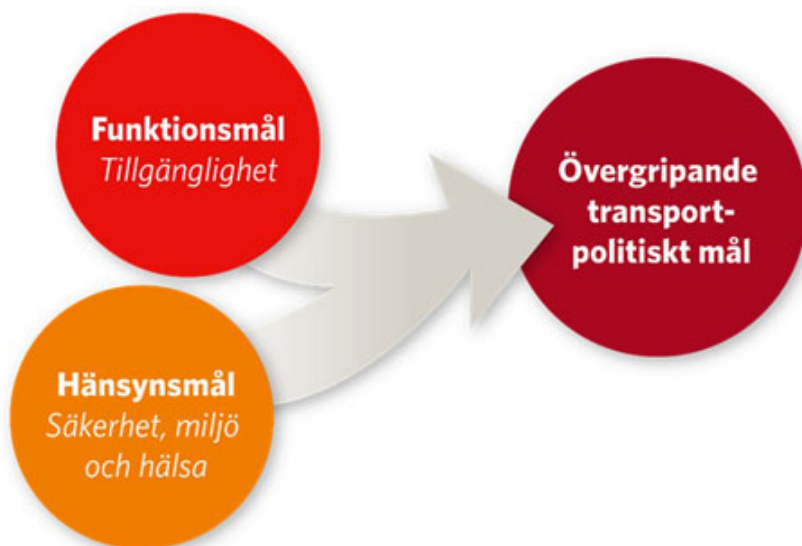 Funktionsmål
Tillgänglighet
Övergripande
transport-
politiskt mål
Hänsynsmål
Säkerhet, miljö
och hälsa